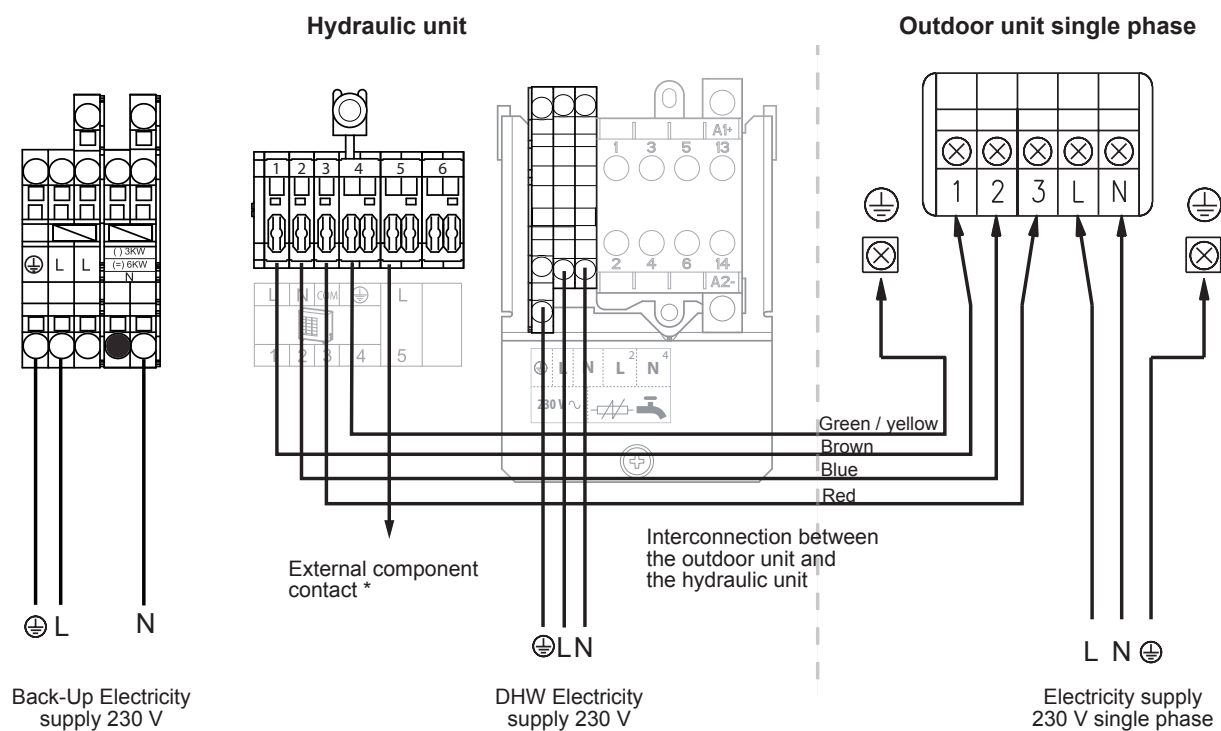 Hydraulic unit
Outdoor unit single phase
1 2 3 4 5 6
A1+
1 3 5 13
1 2 3 L N
L L
( ) 3KW
(=) 6KW
N
2 4 6 14
A2-
L N COM L
1 2 3 4 5
L N L 2 N 4
230 V ~
Green / yellow
Brown
Blue
Red
External component
contact *
Interconnection between
the outdoor unit and
the hydraulic unit
L N
L N
L N
Back-Up Electricity
supply 230 V
DHW Electricity
supply 230 V
Electricity supply
230 V single phase